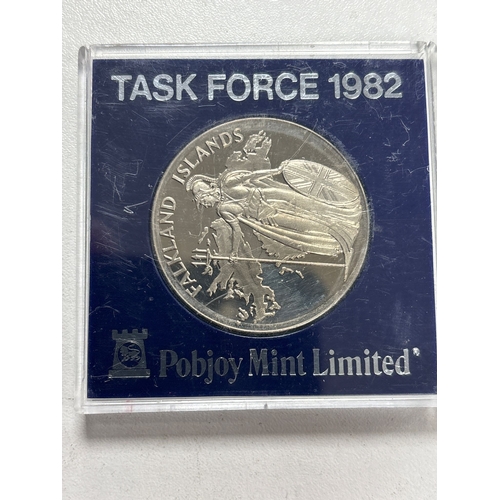 TASK FORCE 1982
FALKLAND ISLANDS
Pobjoy Mint Limited